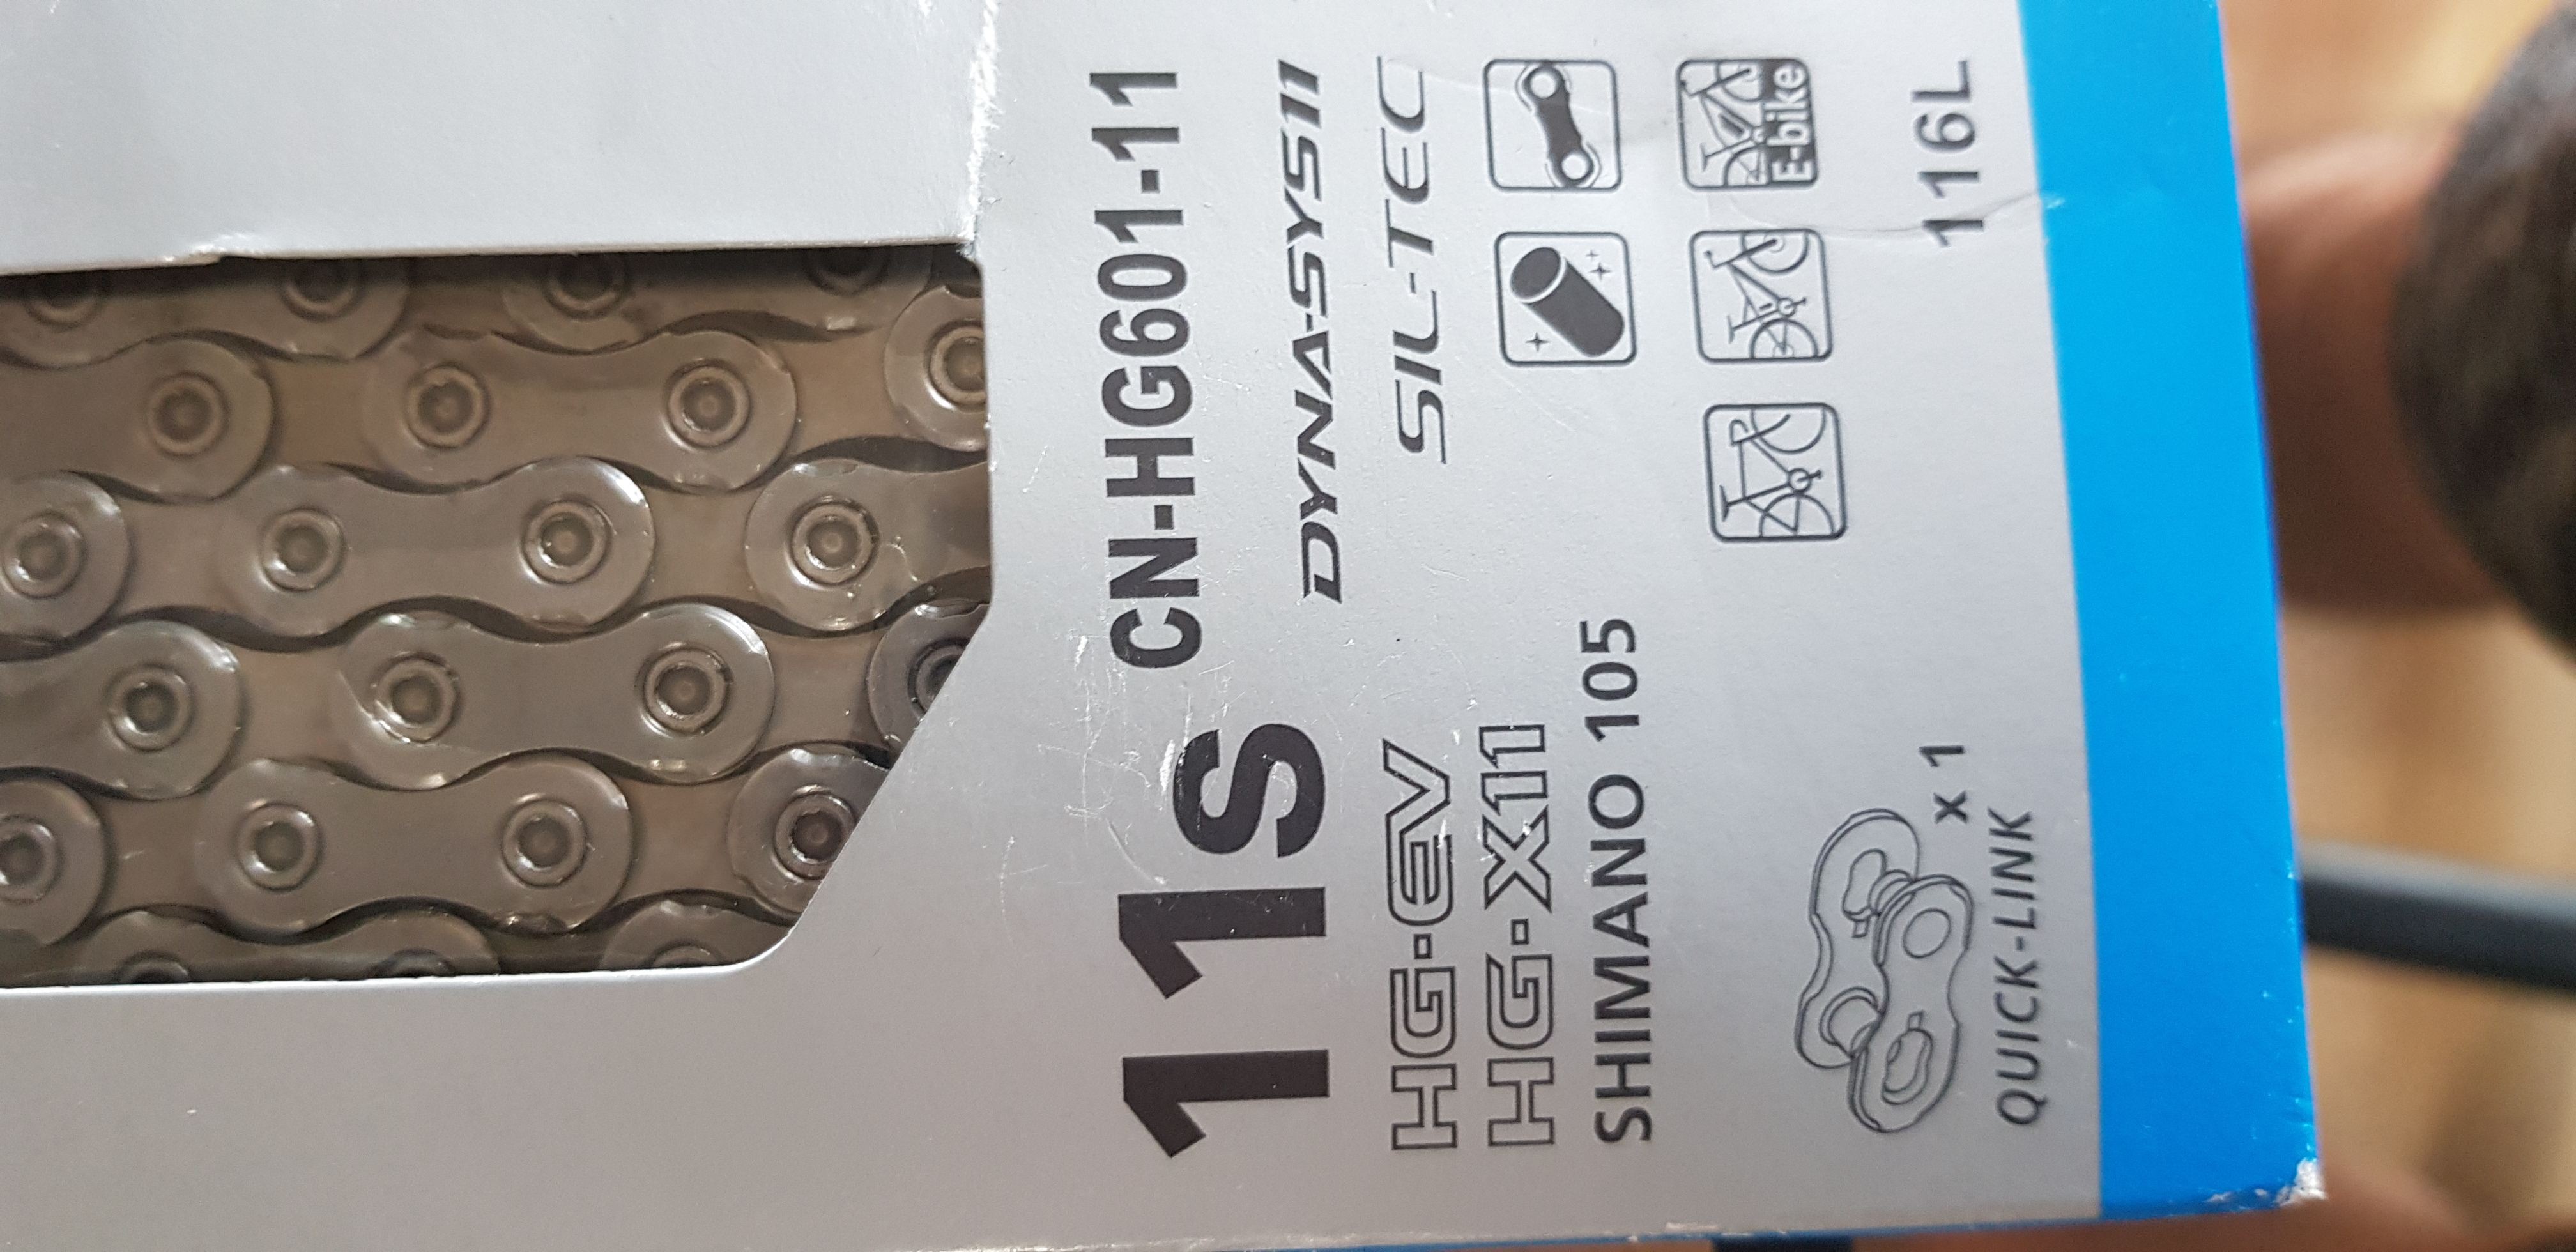 11s CN-HG601-11
DYNA-SYS11
HG-EV SIL-TEC
HG-X11
SHIMANO 105
E-bike
x 1 116L
QUICK-LINK